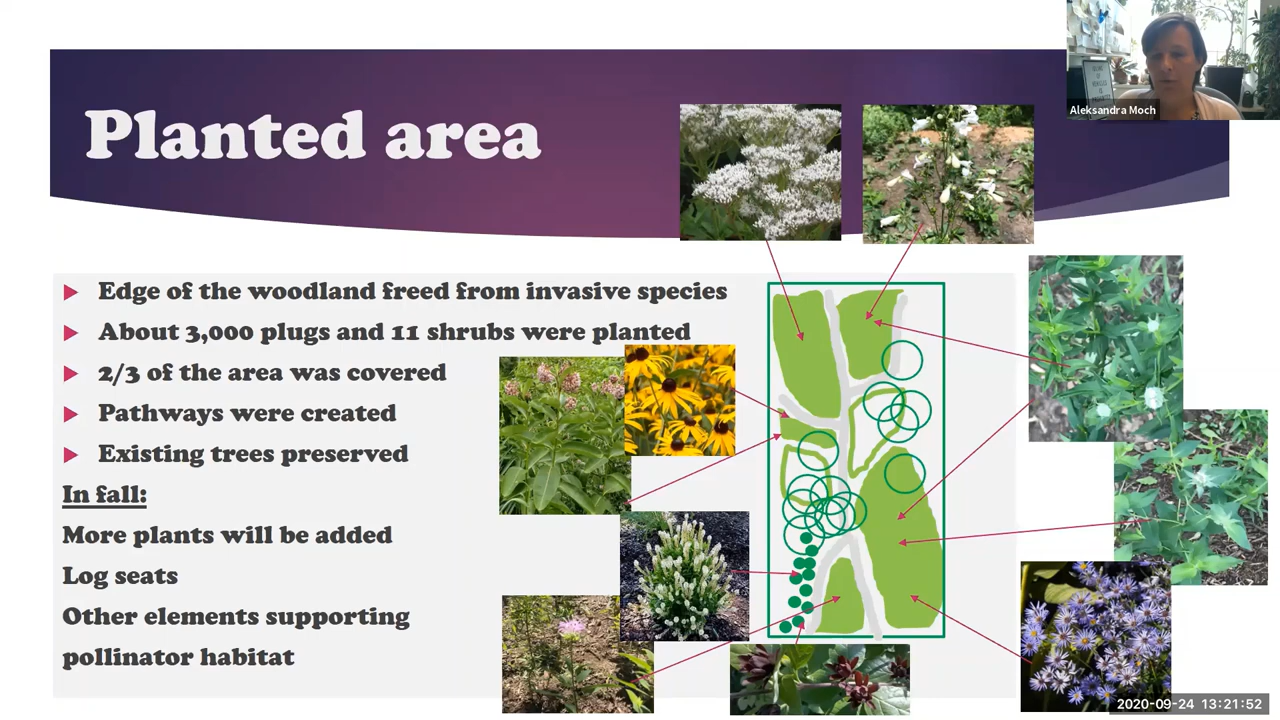 Planted area
Aleksandra Moch
Edge of the woodland freed from invasive species
About 3,000 plugs and 11 shrubs were planted
2/3 of the area was covered
Pathways were created
Existing trees preserved
In fall:
More plants will be added
Log seats
Other elements supporting
pollinator habitat
2020-09-24 13:21:52